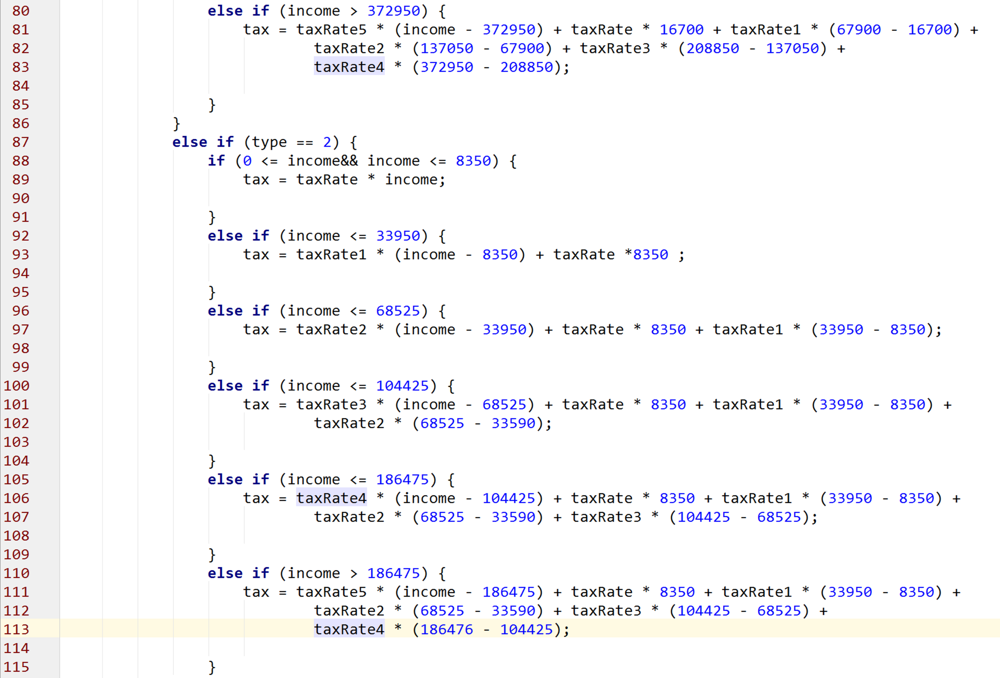 80 else if (income > 372950) {
81 tax = taxRate5 * (income - 372950) + taxRate * 16700 + taxRate1 * (67900 - 16700) +
82 taxRate2 * (137050 - 67900) + taxRate3 * (208850 - 137050) +
83 taxRate4 * (372950 - 208850);
84
85 }
86 }
87 else if (type == 2) {
88 if (0 <= income&& income <= 8350) {
89 tax = taxRate * income;
90
91 }
92 else if (income <= 33950) {
93 tax = taxRate1 * (income - 8350) + taxRate *8350 ;
94
95 }
96 else if (income <= 68525) {
97 tax = taxRate2 * (income - 33950) + taxRate * 8350 + taxRate1 * (33950 - 8350);
98
99 }
100 else if (income <= 104425) {
101 tax = taxRate3 * (income - 68525) + taxRate * 8350 + taxRate1 * (33950 - 8350) +
102 taxRate2 * (68525 - 33590);
103
104 }
105 else if (income <= 186475) {
106 tax = taxRate4 * (income - 104425) + taxRate * 8350 + taxRate1 * (33950 - 8350) +
107 taxRate2 * (68525 - 33590) + taxRate3 * (104425 - 68525);
108
109 }
110 else if (income > 186475) {
111 tax = taxRate5 * (income - 186475) + taxRate * 8350 + taxRate1 * (33950 - 8350) +
112 taxRate2 * (68525 - 33590) + taxRate3 * (104425 - 68525) +
113 taxRate4 * (186476 - 104425);
114
115 }